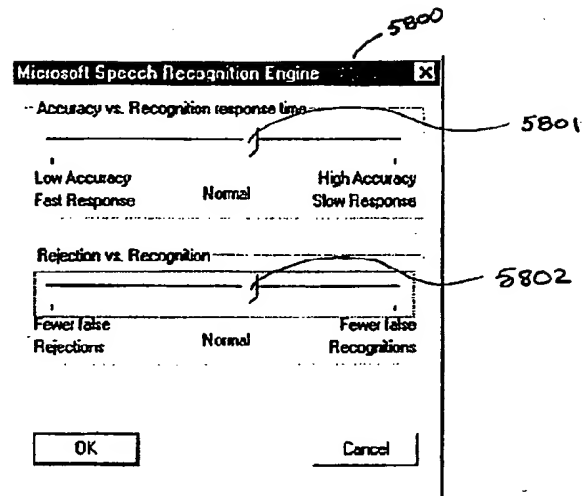 5800
Microsoft Speech Recognition Engine
Accuracy vs. Recognition response time
5801
Low Accuracy
Fast Response
Normal
High Accuracy
Slow Response
Rejection vs. Recognition
5802
Fewer false
Rejections
Normal
Fewer false
Recognitions
OK
Cancel